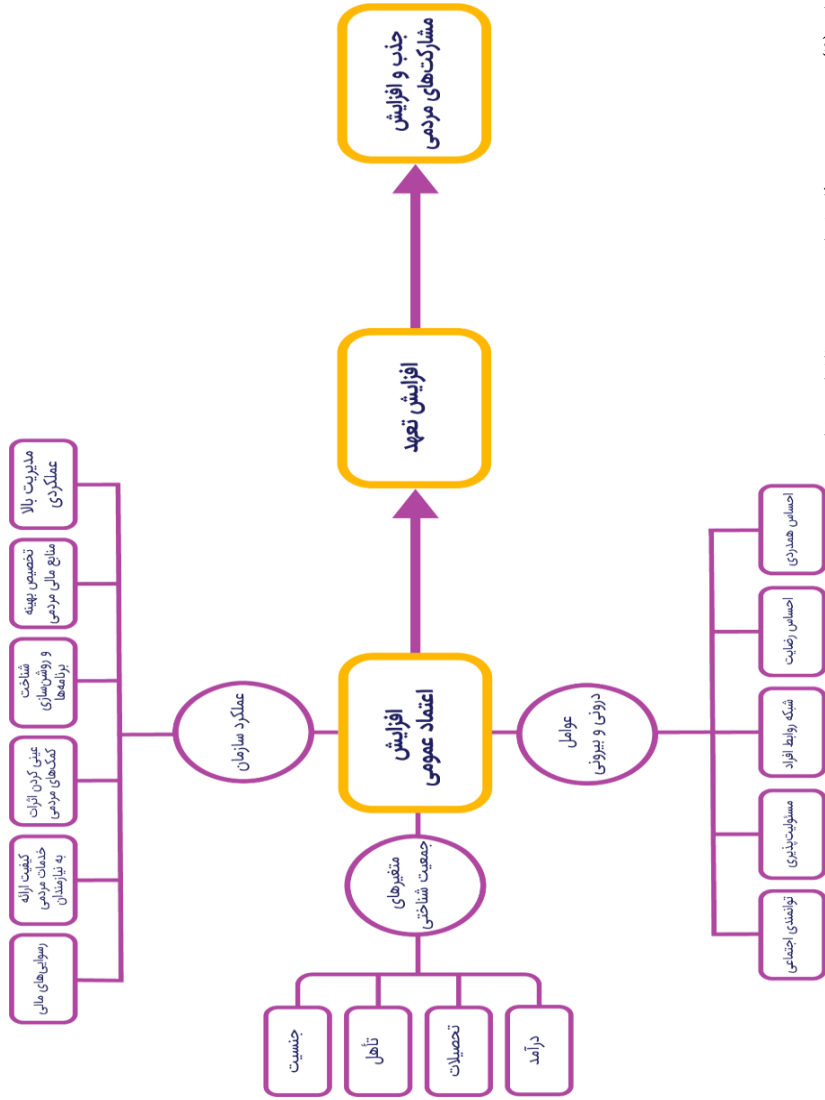 جذب و افزایش
مشارکت‌های مردمی
افزایش تعهد
افزایش
اعتماد عمومی
عملکرد سازمان
مدیریت بالا
عملکردی
تخصیص بهینه
منابع مالی مردمی
شناخت
و روشن‌سازی
برنامه‌ها
عینی کردن اثرات
کمک‌های مردمی
کیفیت ارائه
خدمات مردمی
به نیازمندان
رسوایی‌های مالی
متغیرهای
جمعیت شناختی
جنسیت
تأهل
تحصیلات
درآمد
عوامل
درونی و بیرونی
احساس همدردی
احساس رضایت
شبکه روابط افراد
مسئولیت‌پذیری
توانمندی اجتماعی